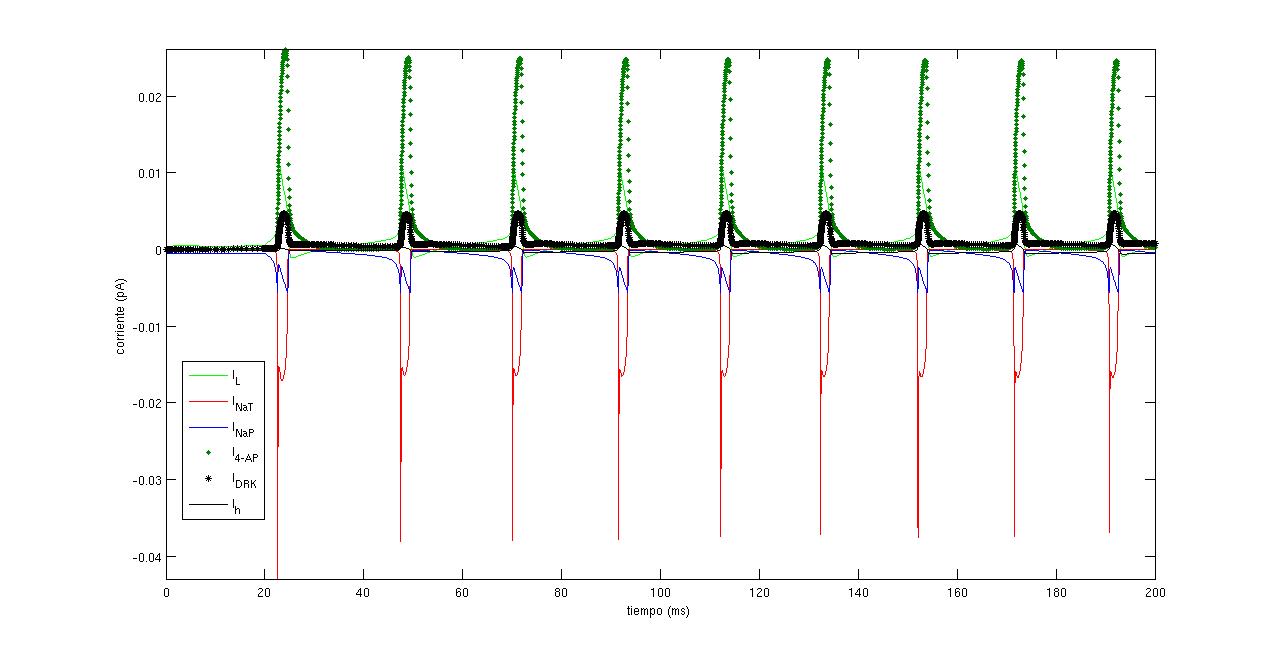 0.02
0.01
0
-0.01
-0.02
-0.03
-0.04
corriente (pA)
I_L
I_NaT
I_NaP
I_4-AP
I_DRK
I_h
0 20 40 60 80 100 120 140 160 180 200
tiempo (ms)